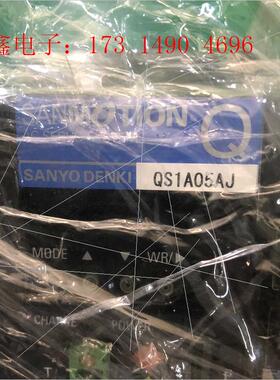 鑫电子：173 1490 4696
SANMOTION
Q
SANYO DENKI
QS1A05AJ
MODE ▲ ▼ WR/▶
CHARGE POWER